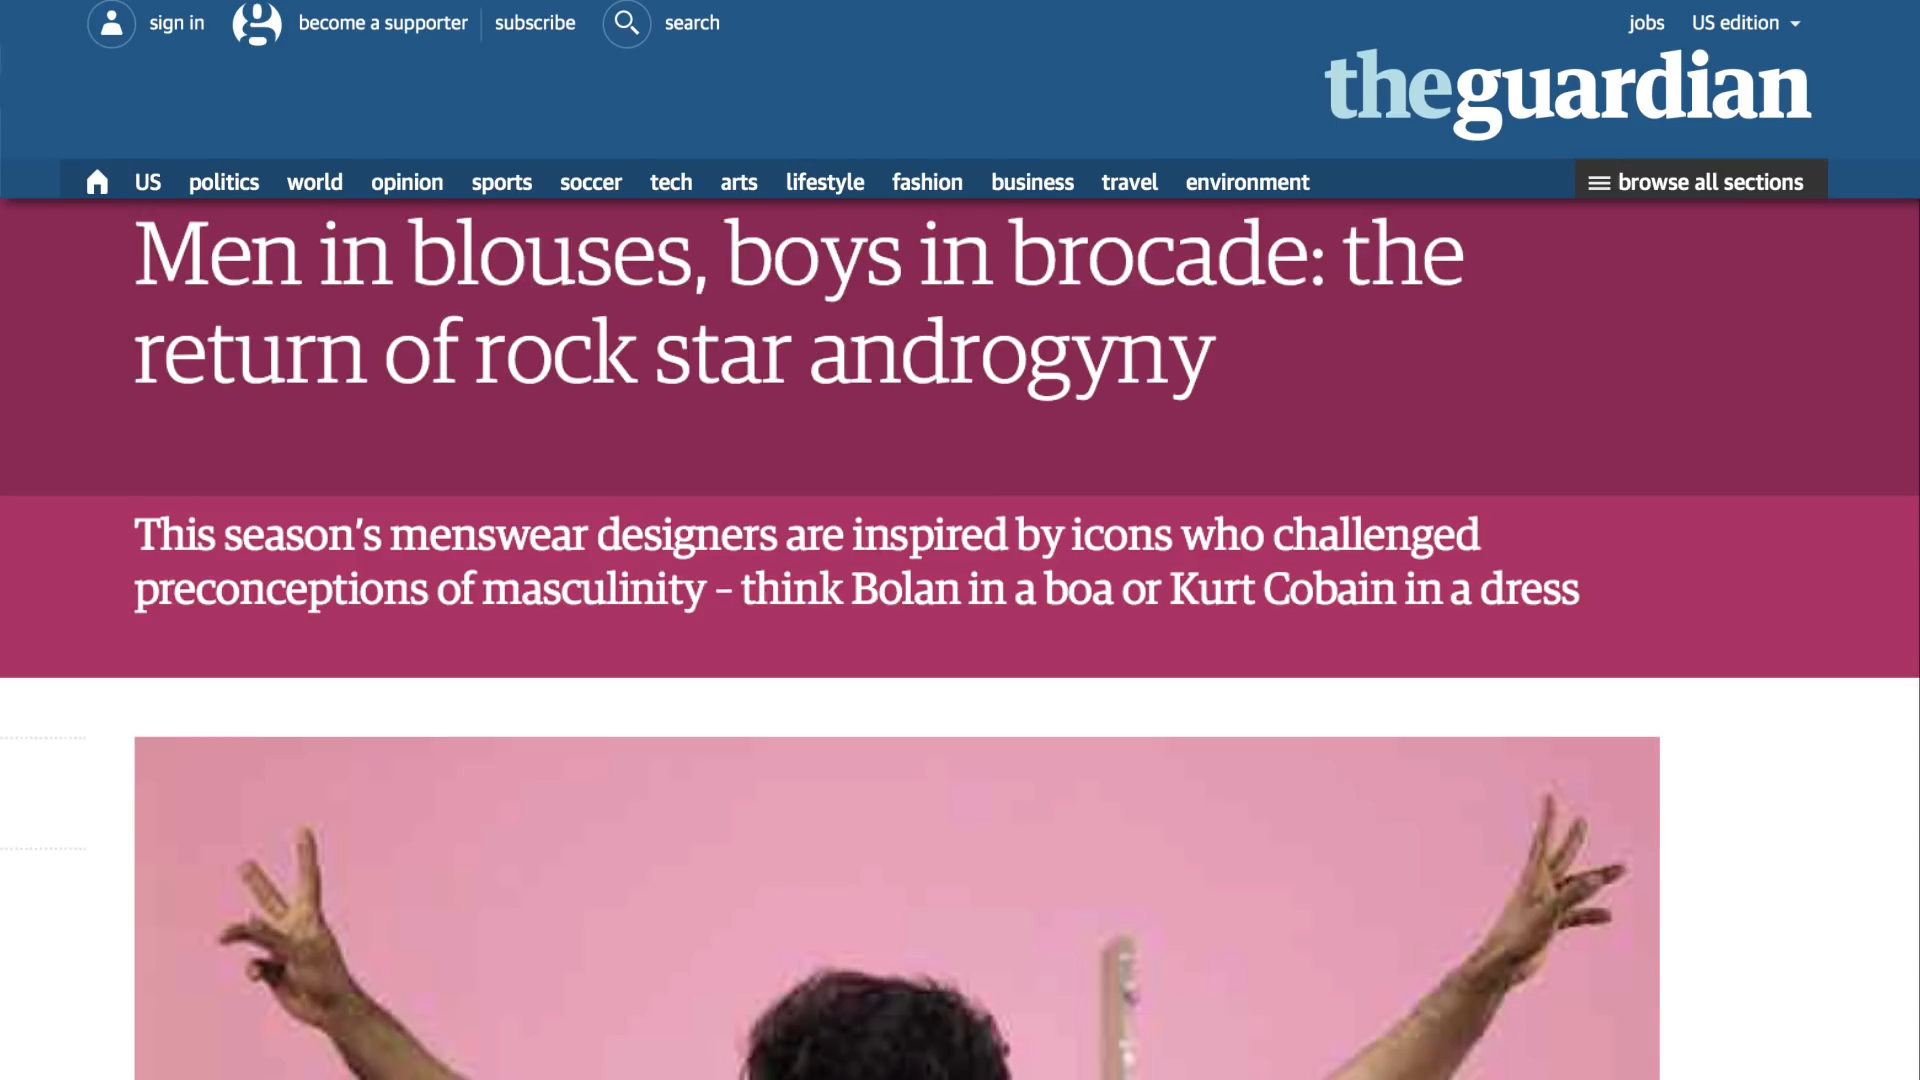 sign in become a supporter subscribe search jobs US edition
theguardian
US politics world opinion sports soccer tech arts lifestyle fashion business travel environment browse all sections
Men in blouses, boys in brocade: the
return of rock star androgyny
This season's menswear designers are inspired by icons who challenged
preconceptions of masculinity – think Bolan in a boa or Kurt Cobain in a dress